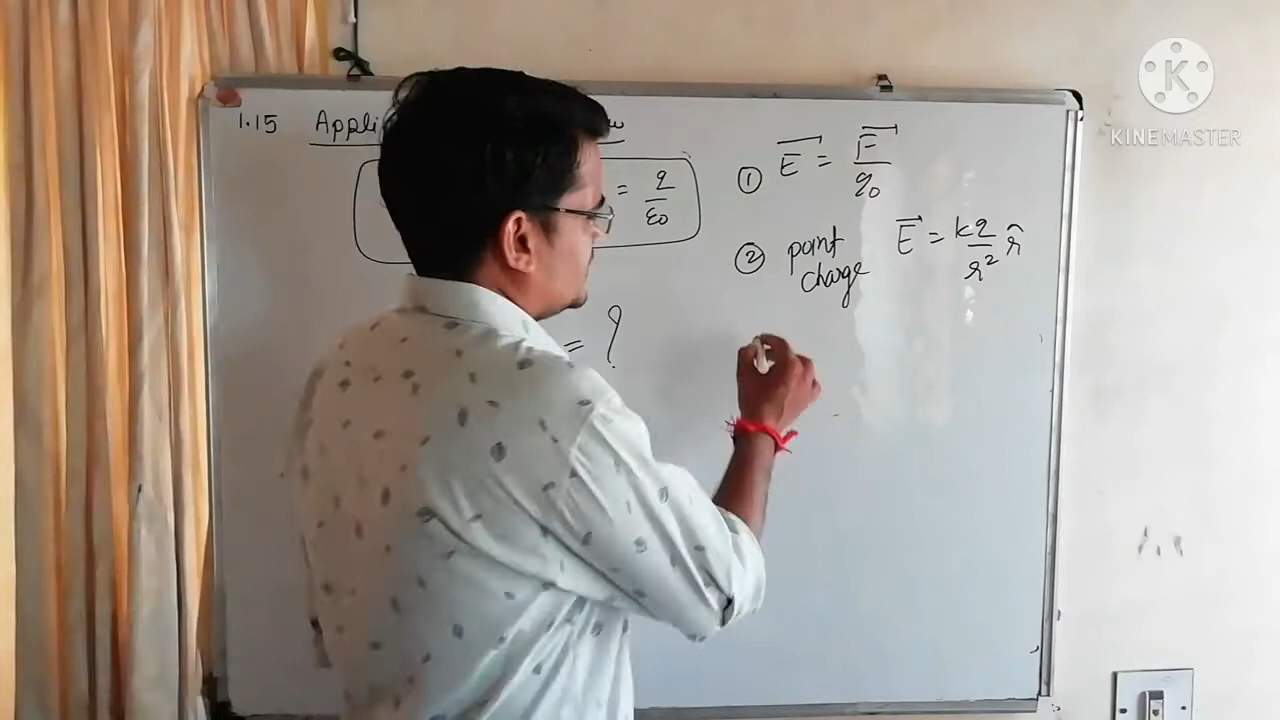 1.15 Appli
= q/ε0
= ?
① E⃗ = F⃗/q0
② point charge E⃗ = kq/r² r̂
K
KINEMASTER